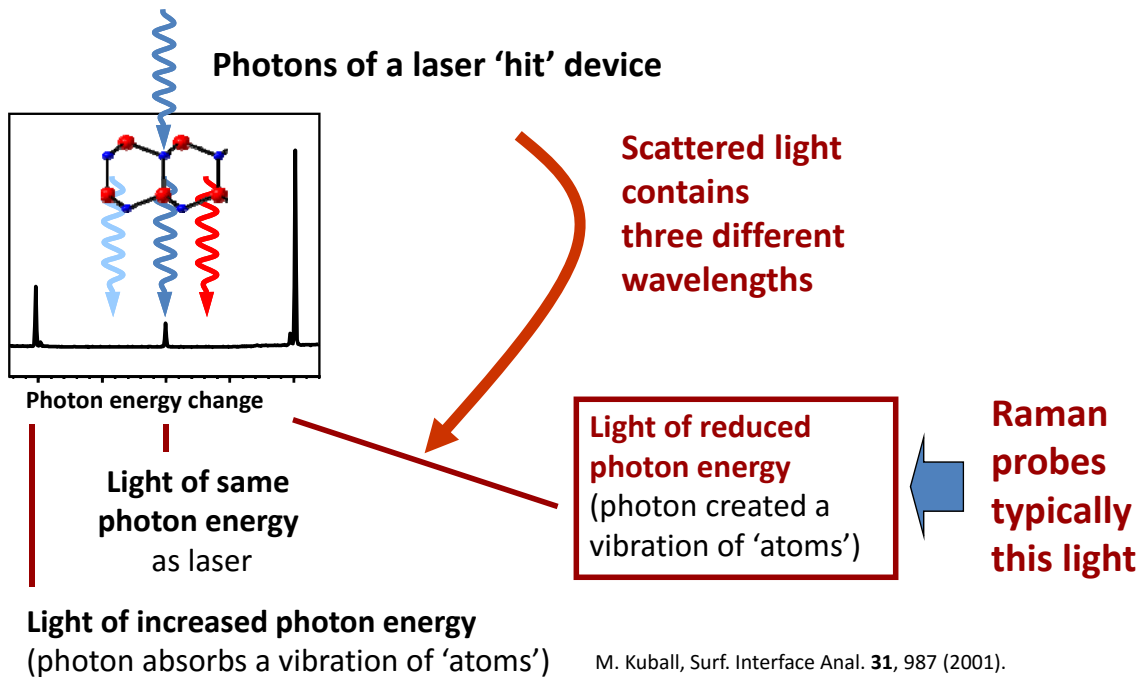 Photons of a laser ‘hit’ device
Scattered light
contains
three different
wavelengths
Photon energy change
Light of same
photon energy
as laser
Light of reduced
photon energy
(photon created a
vibration of ‘atoms’)
Raman
probes
typically
this light
Light of increased photon energy
(photon absorbs a vibration of ‘atoms’)
M. Kuball, Surf. Interface Anal. 31, 987 (2001).